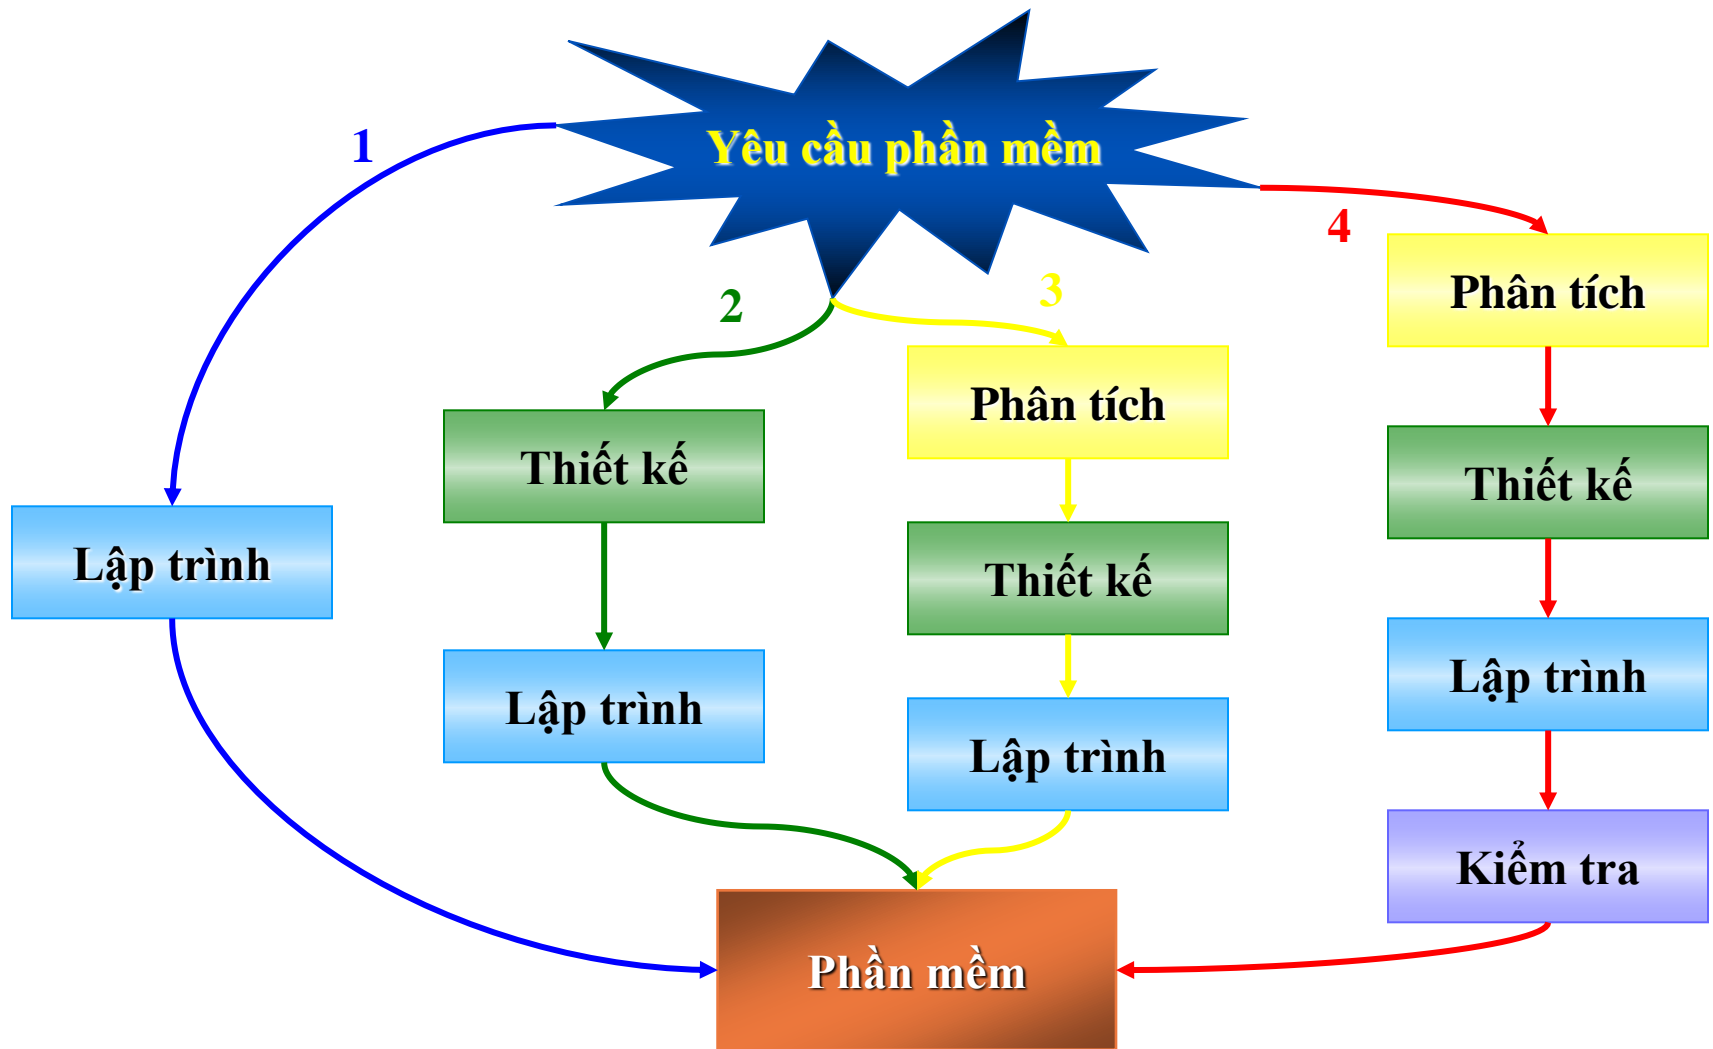 Yêu cầu phần mềm
1
2
3
4
Lập trình
Thiết kế
Lập trình
Phân tích
Thiết kế
Lập trình
Phân tích
Thiết kế
Lập trình
Kiểm tra
Phần mềm